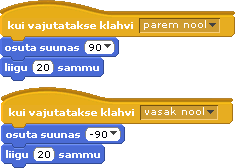 kui vajutatakse klahvi parem nool
osuta suunas 90
liigu 20 sammu
kui vajutatakse klahvi vasak nool
osuta suunas -90
liigu 20 sammu